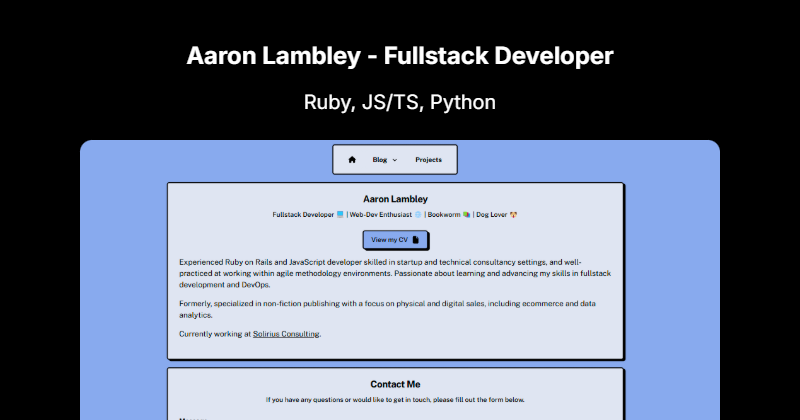 Aaron Lambley - Fullstack Developer
Ruby, JS/TS, Python
Blog Projects
Aaron Lambley
Fullstack Developer | Web-Dev Enthusiast | Bookworm | Dog Lover
View my CV
Experienced Ruby on Rails and JavaScript developer skilled in startup and technical consultancy settings, and well-
practiced at working within agile methodology environments. Passionate about learning and advancing my skills in fullstack
development and DevOps.
Formerly, specialized in non-fiction publishing with a focus on physical and digital sales, including ecommerce and data
analytics.
Currently working at Solirius Consulting.
Contact Me
If you have any questions or would like to get in touch, please fill out the form below.